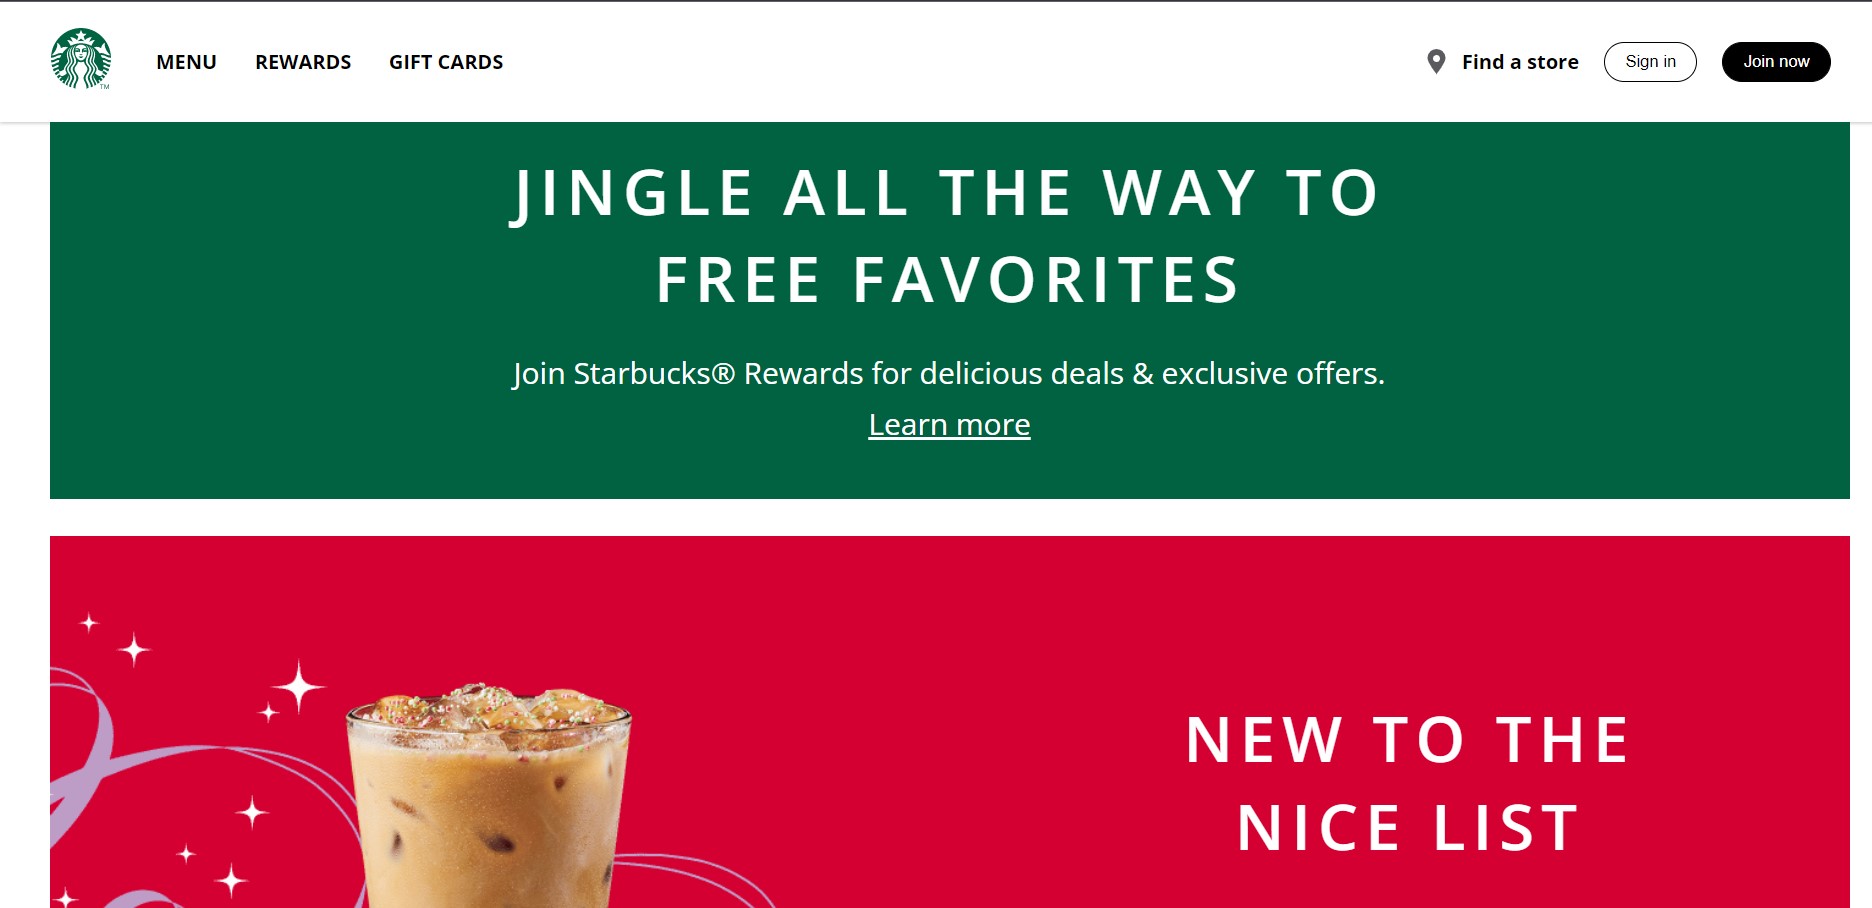 MENU REWARDS GIFT CARDS Find a store Sign in Join now
TM
JINGLE ALL THE WAY TO
FREE FAVORITES
Join Starbucks® Rewards for delicious deals & exclusive offers.
Learn more
NEW TO THE
NICE LIST